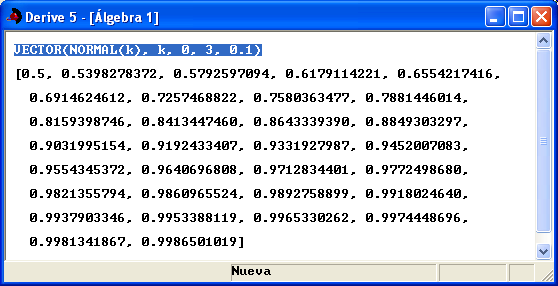 Derive 5 - [Álgebra 1]
VECTOR(NORMAL(k), k, 0, 3, 0.1)
[0.5, 0.5398278372, 0.5792597094, 0.6179114221, 0.6554217416,
0.6914624612, 0.7257468822, 0.7580363477, 0.7881446014,
0.8159398746, 0.8413447460, 0.8643339390, 0.8849303297,
0.9031995154, 0.9192433407, 0.9331927987, 0.9452007083,
0.9554345372, 0.9640696808, 0.9712834401, 0.9772498680,
0.9821355794, 0.9860965524, 0.9892758899, 0.9918024640,
0.9937903346, 0.9953388119, 0.9965330262, 0.9974448696,
0.9981341867, 0.9986501019]
Nueva